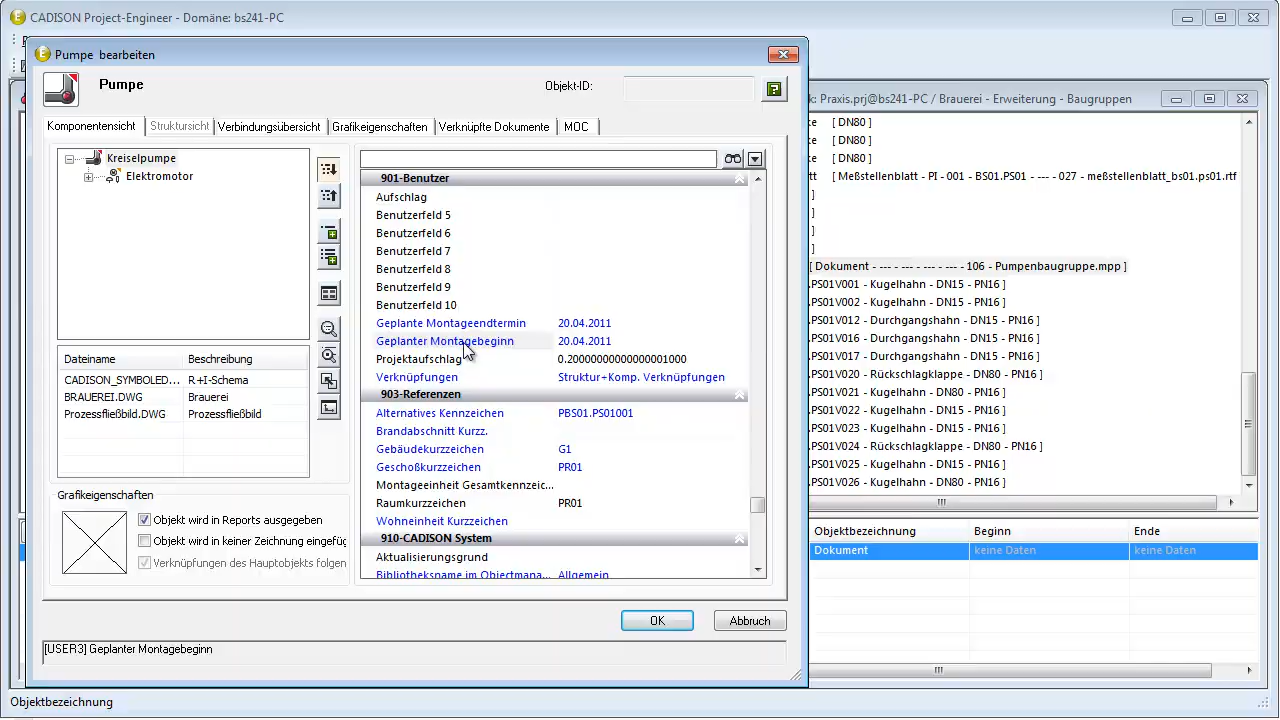 CADISON Project-Engineer - Domäne: bs241-PC
Pumpe bearbeiten
Pumpe
Objekt-ID:
Komponentensicht
Struktursicht
Verbindungsübersicht
Grafikeigenschaften
Verknüpfte Dokumente
MOC
Kreiselpumpe
Elektromotor
Dateiname Beschreibung
CADISON_SYMBOLED... R+I-Schema
BRAUEREI.DWG Brauerei
Prozessfließbild.DWG Prozessfließbild
Grafikeigenschaften
Objekt wird in Reports ausgegeben
Objekt wird in keiner Zeichnung eingefüg
Verknüpfungen des Hauptobjekts folgen
901-Benutzer
Aufschlag
Benutzerfeld 5
Benutzerfeld 6
Benutzerfeld 7
Benutzerfeld 8
Benutzerfeld 9
Benutzerfeld 10
Geplante Montageendtermin 20.04.2011
Geplanter Montagebeginn 20.04.2011
Projektaufschlag 0.20000000000000001000
Verknüpfungen Struktur+Komp. Verknüpfungen
903-Referenzen
Alternatives Kennzeichen PBS01.PS01001
Brandabschnitt Kurzz.
Gebäudekurzzeichen G1
Geschoßkurzzeichen PR01
Montageeinheit Gesamtkennzeic...
Raumkurzzeichen PR01
Wohneinheit Kurzzeichen
910-CADISON System
Aktualisierungsgrund
Bibliotheksname im Objectmana... Allgemein
OK
Abbruch
[USER3] Geplanter Montagebeginn
k: Praxis.prj@bs241-PC / Brauerei - Erweiterung - Baugruppen
ke [ DN80 ]
ke [ DN80 ]
ke [ DN80 ]
tt [ Meßstellenblatt - PI - 001 - BS01.PS01 - --- - 027 - meßstellenblatt_bs01.ps01.rtf
]
]
]
]
[ Dokument - --- - --- - --- - --- - 106 - Pumpenbaugruppe.mpp ]
.PS01V001 - Kugelhahn - DN15 - PN16 ]
.PS01V002 - Kugelhahn - DN15 - PN16 ]
.PS01V012 - Durchgangshahn - DN15 - PN16 ]
.PS01V016 - Durchgangshahn - DN15 - PN16 ]
.PS01V017 - Durchgangshahn - DN15 - PN16 ]
.PS01V020 - Rückschlagklappe - DN80 - PN16 ]
.PS01V021 - Kugelhahn - DN80 - PN16 ]
.PS01V022 - Kugelhahn - DN15 - PN16 ]
.PS01V023 - Kugelhahn - DN15 - PN16 ]
.PS01V024 - Rückschlagklappe - DN80 - PN16 ]
.PS01V025 - Kugelhahn - DN15 - PN16 ]
.PS01V026 - Kugelhahn - DN80 - PN16 ]
Objektbezeichnung Beginn Ende
Dokument keine Daten keine Daten
Objektbezeichnung